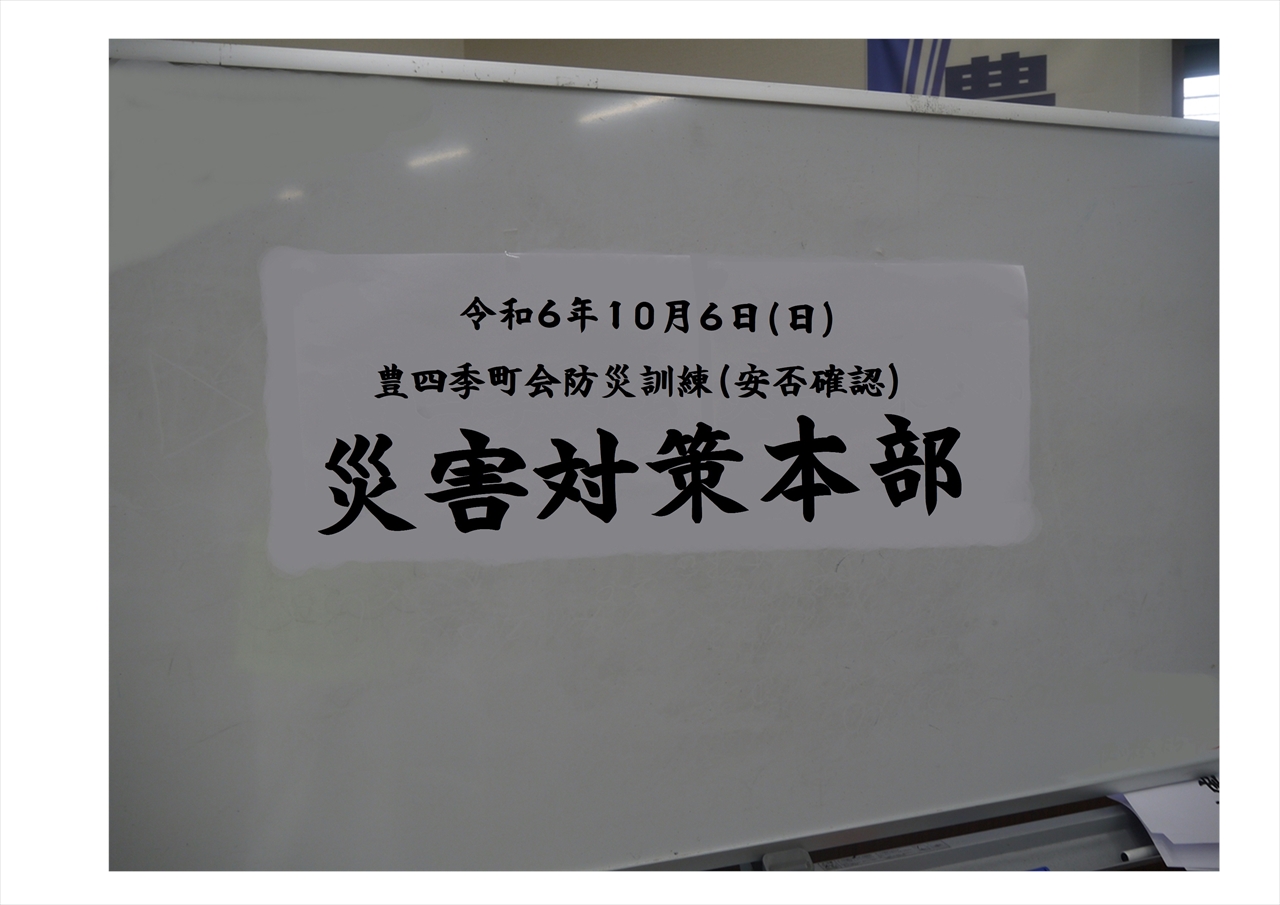 豊
令和6年10月6日(日)
豊四季町会防災訓練(安否確認)
災害対策本部